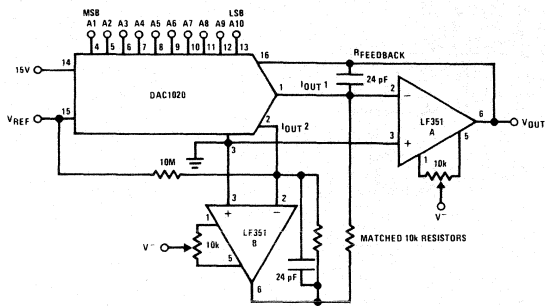 MSB LSB
A1 A2 A3 A4 A5 A6 A7 A8 A9 A10
4 5 6 7 8 9 10 11 12 13
16
RFEEDBACK
15V
14
DAC1020
24 pF
1
IOUT 1
2
−
6
VOUT
VREF
15
2
IOUT 2
LF351
A
3
+
5
3
1
10k
10M
V−
3
2
+
−
1
LF351
B
V−
10k
5
24 pF
MATCHED 10k RESISTORS
6